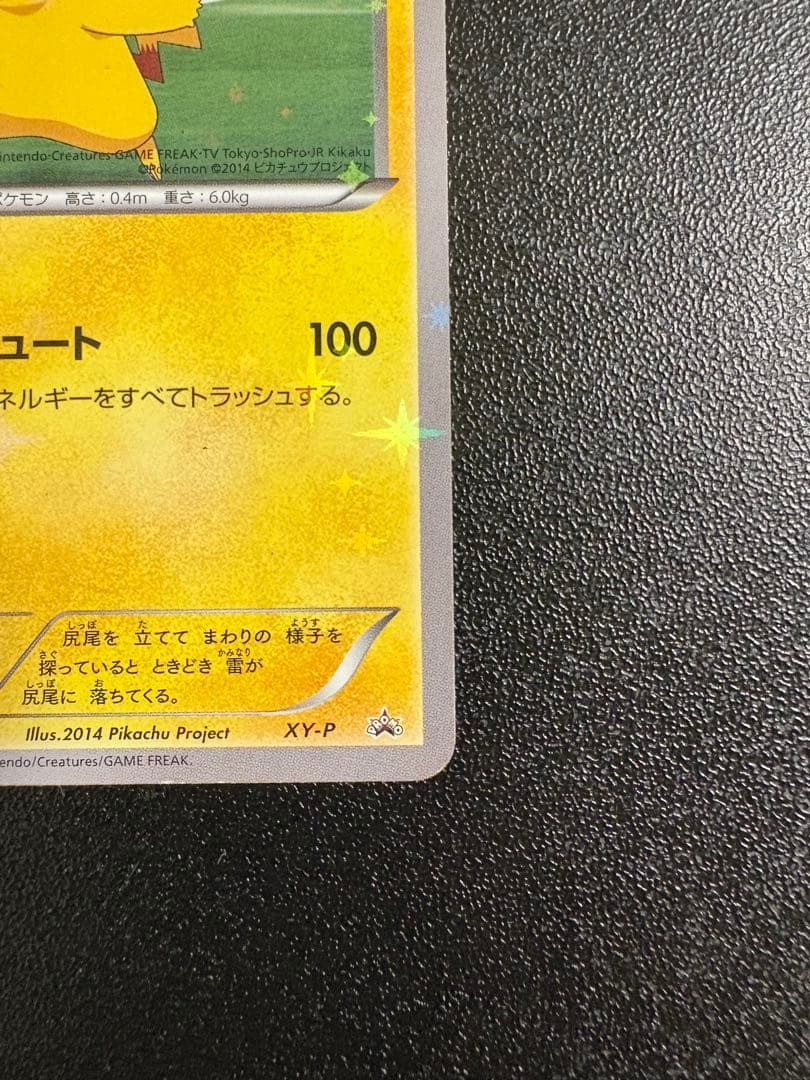 intendo·Creatures·GAME FREAK·TV Tokyo·ShoPro·JR Kikaku
©Pokémon ©2014 ピカチュウプロジェクト
ポケモン 高さ：0.4m 重さ：6.0kg
ュート 100
ネルギーをすべてトラッシュする。
尻尾を 立てて まわりの 様子を
探っていると ときどき 雷が
尻尾に 落ちてくる。
Illus.2014 Pikachu Project XY-P PROMO
endo/Creatures/GAME FREAK.